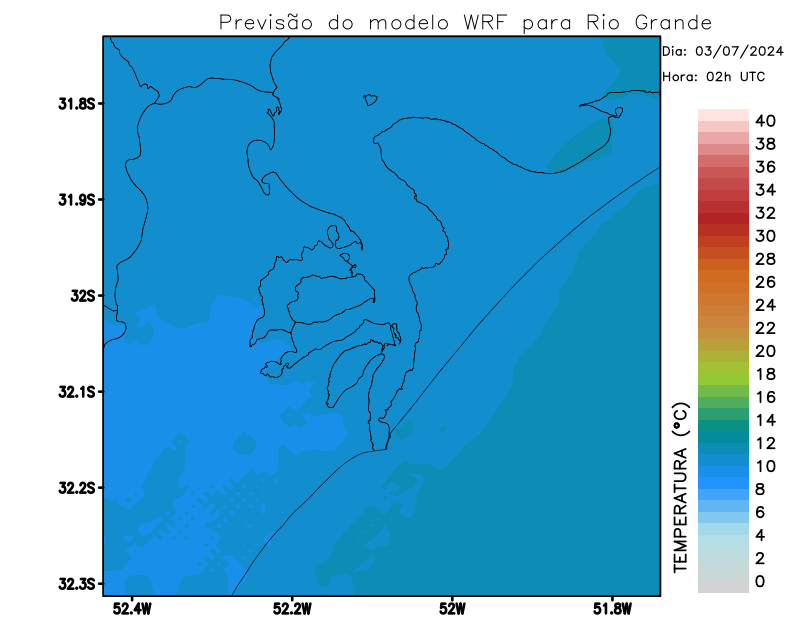 Previsão do modelo WRF para Rio Grande
Dia: 03/07/2024
Hora: 02h UTC
31.8S
31.9S
32S
32.1S
32.2S
32.3S
52.4W
52.2W
52W
51.8W
TEMPERATURA (°C)
40
38
36
34
32
30
28
26
24
22
20
18
16
14
12
10
8
6
4
2
0